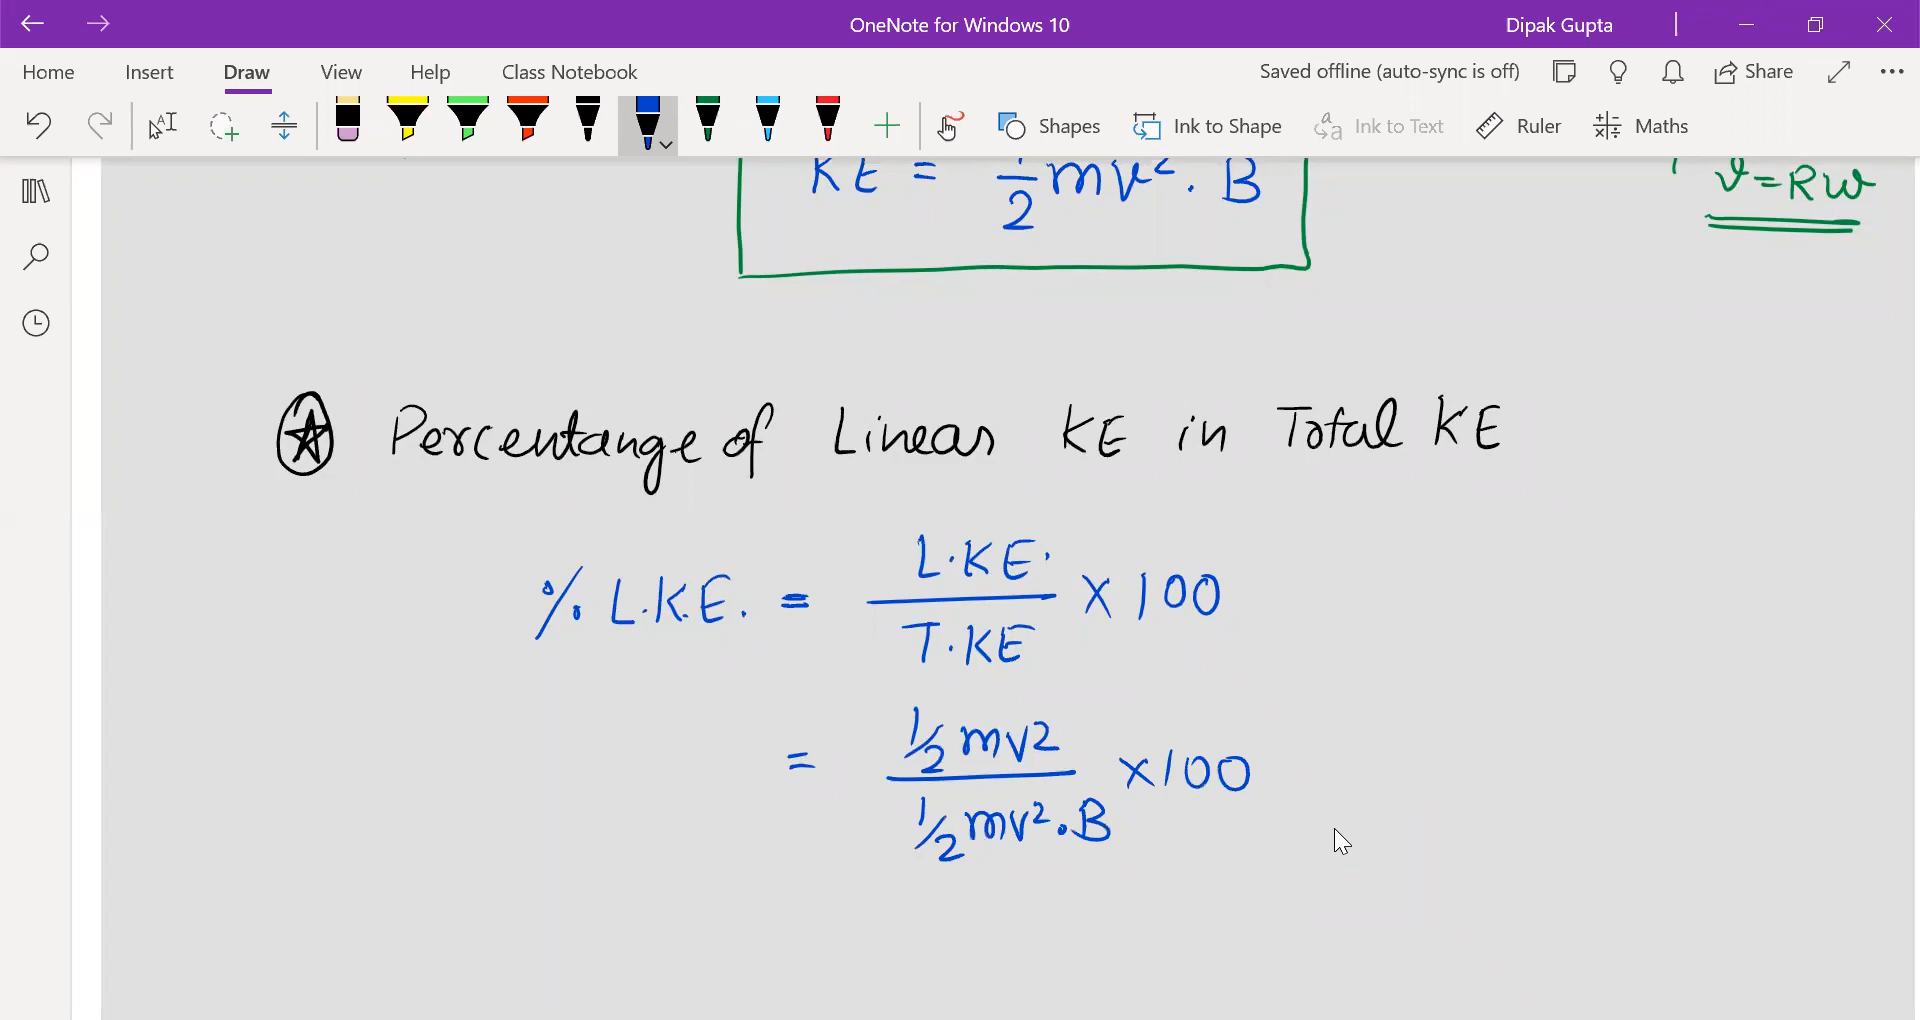 OneNote for Windows 10
Dipak Gupta
Home Insert Draw View Help Class Notebook
Saved offline (auto-sync is off) Share
Shapes Ink to Shape Ink to Text Ruler Maths
KE = 1/2 mv². B
v = Rω
Percentange of Linear KE in Total KE
% L.K.E. = L.KE. / T.KE × 100
= 1/2 mv2 / 1/2 mv². B ×100